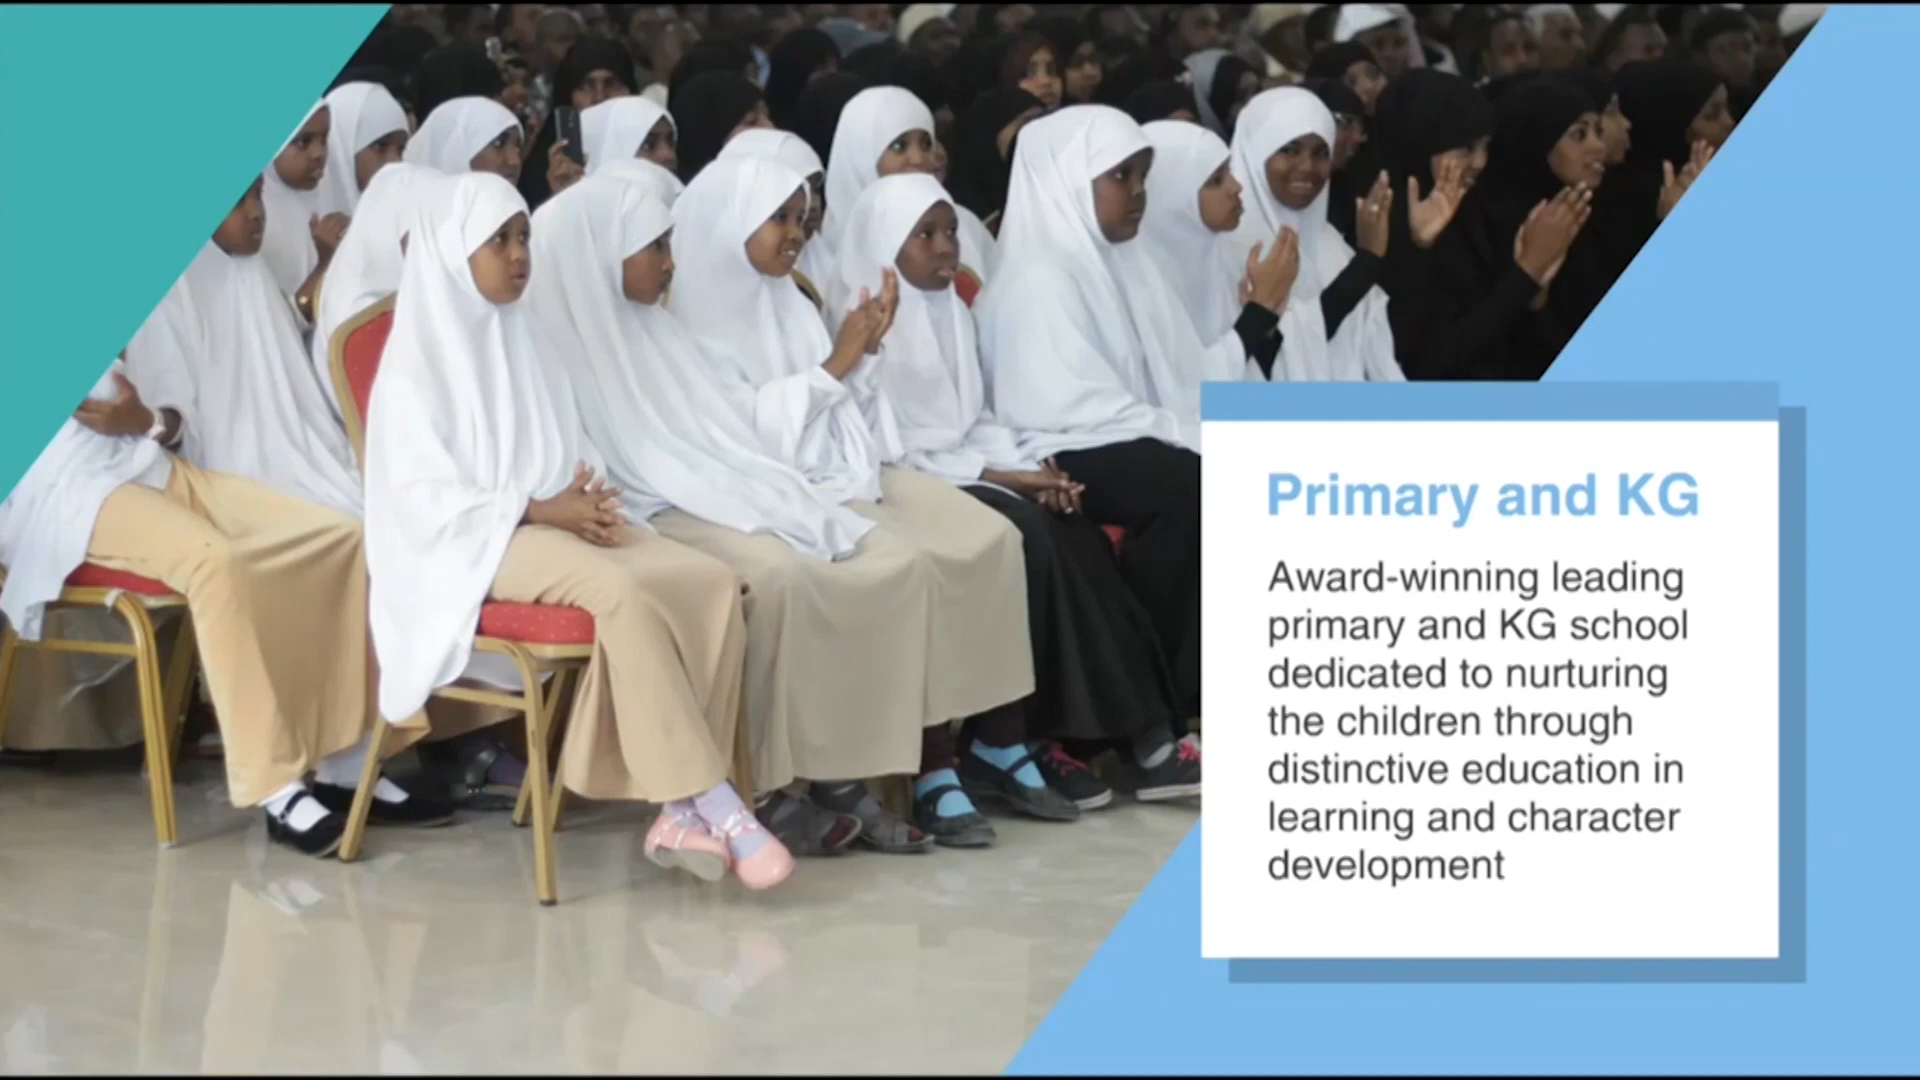 Primary and KG
Award-winning leading
primary and KG school
dedicated to nurturing
the children through
distinctive education in
learning and character
development